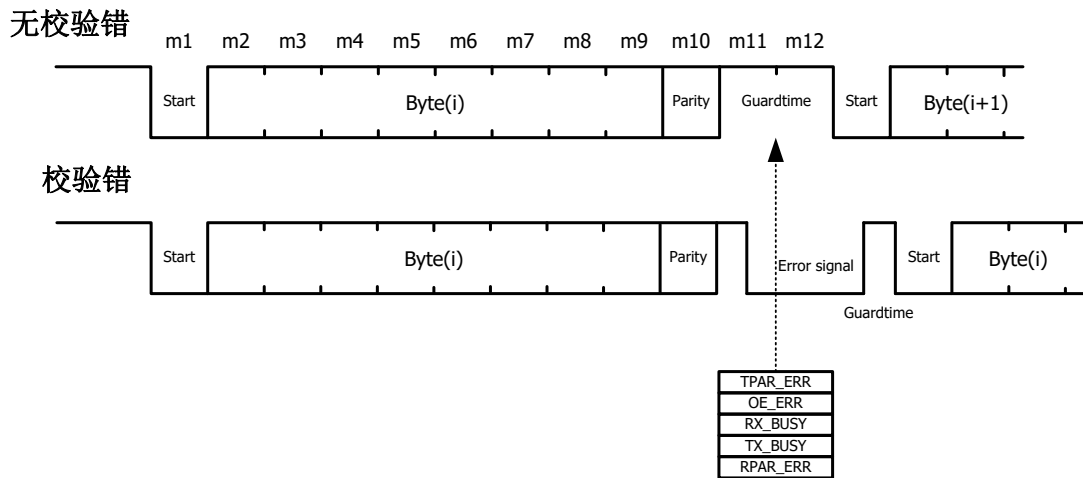 无校验错
m1 m2 m3 m4 m5 m6 m7 m8 m9 m10 m11 m12
Start Byte(i) Parity Guardtime Start Byte(i+1)
校验错
Start Byte(i) Parity Error signal Start Byte(i)
Guardtime
TPAR_ERR
OE_ERR
RX_BUSY
TX_BUSY
RPAR_ERR